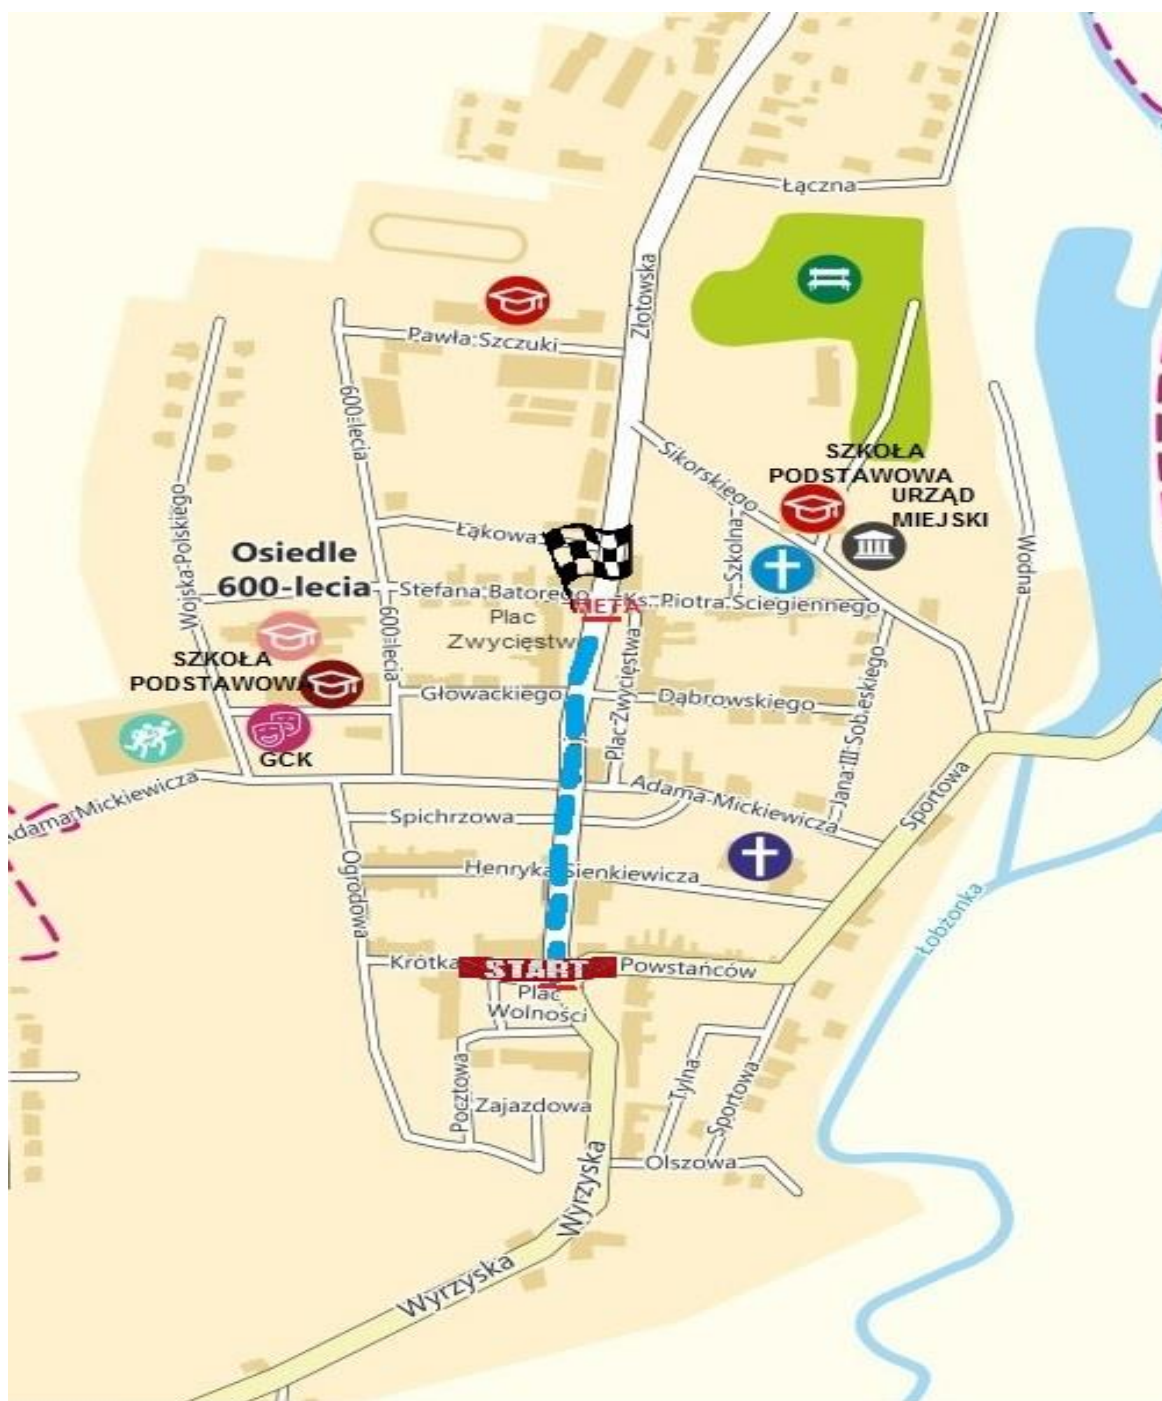 Łączna
Złotowska
Pawła Szczuki
600-lecia
Sikorskiego
SZKOŁA
PODSTAWOWA
URZĄD
MIEJSKI
Wojska Polskiego
Łąkowa
Szkolna
Wodna
Osiedle
600-lecia
Stefana Batorego
META
Ks. Piotra Ściegiennego
Plac
Zwycięstw
600-lecia
SZKOŁA
PODSTAWOWA
Głowackiego
Plac Zwycięstwa
Dąbrowskiego
Jana III Sobieskiego
GCK
Adama Mickiewicza
Adama Mickiewicza
Sportowa
Spichrzowa
Ogrodowa
Henryka Sienkiewicza
Łobżonka
Krótka
START
Powstańców
Plac
Wolności
Pocztowa
Zajazdowa
Tylna
Sportowa
Olszowa
Wyrzyska
Wyrzyska